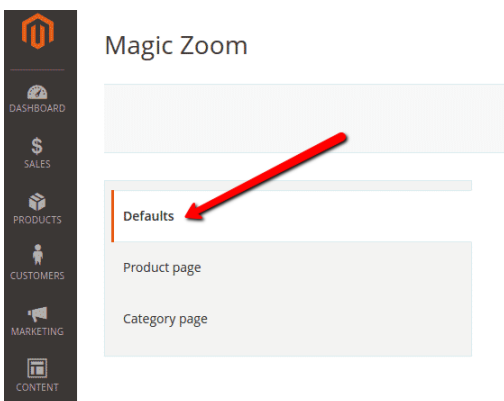 Magic Zoom
DASHBOARD
SALES
PRODUCTS
CUSTOMERS
MARKETING
CONTENT
Defaults
Product page
Category page